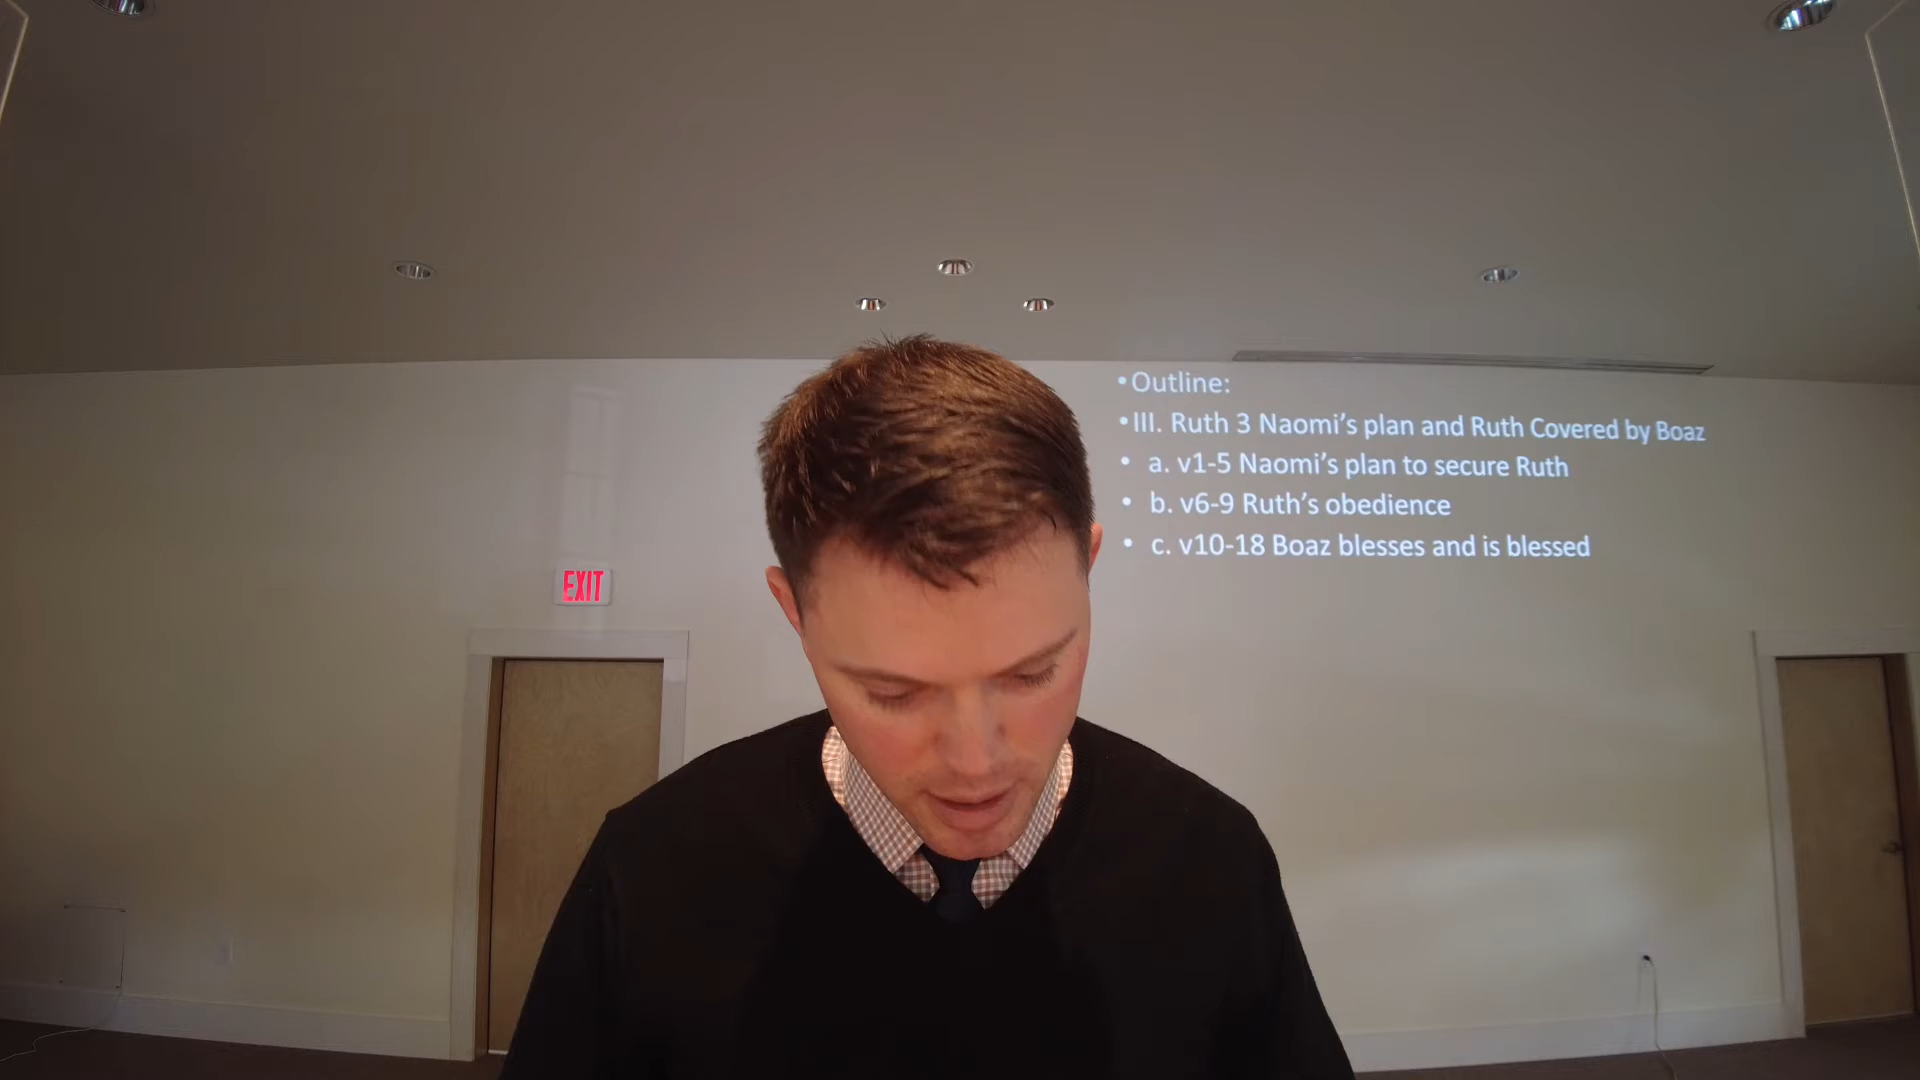 •Outline:
•III. Ruth 3 Naomi's plan and Ruth Covered by Boaz
• a. v1-5 Naomi's plan to secure Ruth
• b. v6-9 Ruth's obedience
• c. v10-18 Boaz blesses and is blessed
EXIT